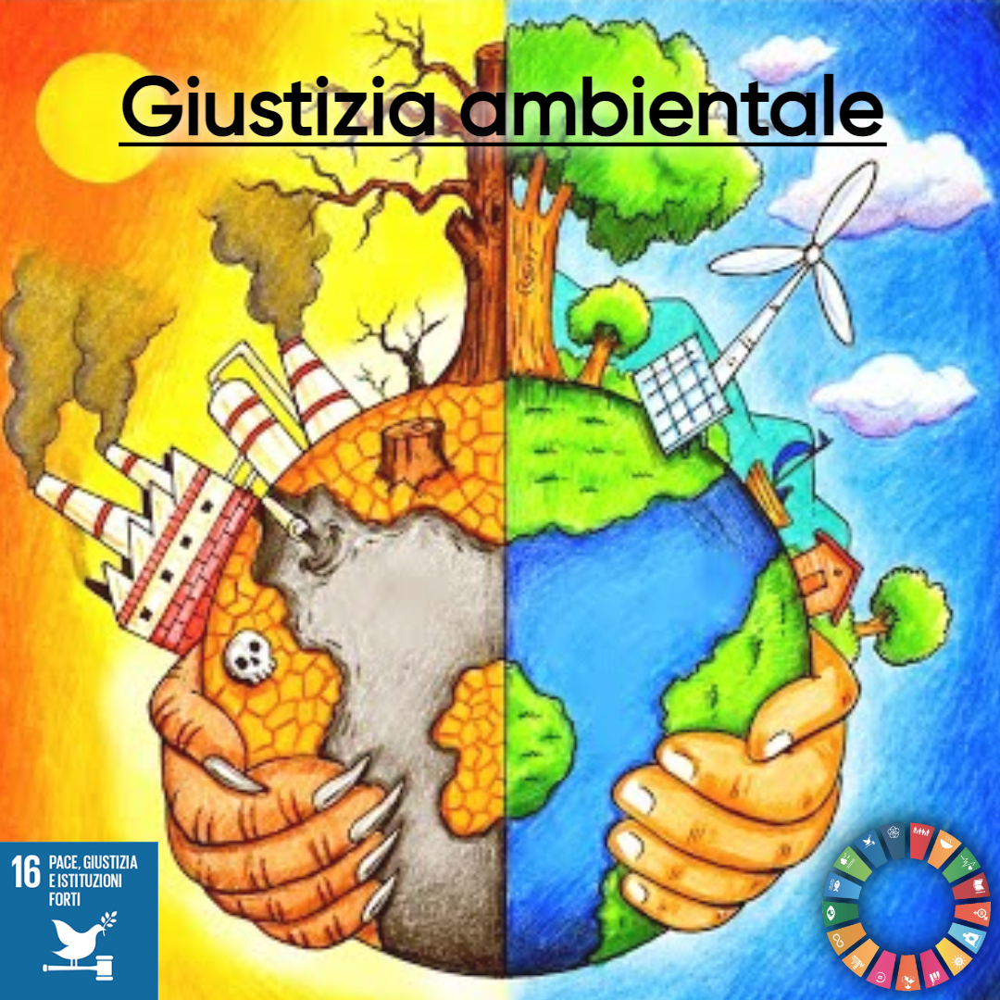 Giustizia ambientale
16 PACE, GIUSTIZIA
E ISTITUZIONI
FORTI